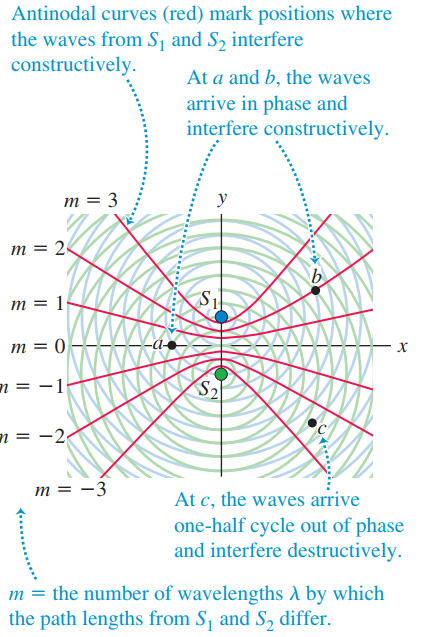 Antinodal curves (red) mark positions where
the waves from S₁ and S₂ interfere
constructively.
At a and b, the waves
arrive in phase and
interfere constructively.
m = 3
y
m = 2
b
m = 1
S₁
m = 0
a
x
m = −1
S₂
m = −2
c
m = −3
At c, the waves arrive
one-half cycle out of phase
and interfere destructively.
m = the number of wavelengths λ by which
the path lengths from S₁ and S₂ differ.